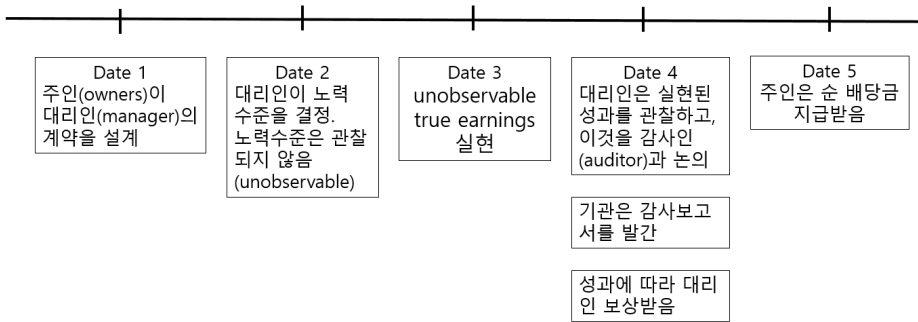 Date 1
주인(owners)이
대리인(manager)의
계약을 설계
Date 2
대리인이 노력
수준을 결정.
노력수준은 관찰
되지 않음
(unobservable)
Date 3
unobservable
true earnings
실현
Date 4
대리인은 실현된
성과를 관찰하고,
이것을 감사인
(auditor)과 논의
기관은 감사보고
서를 발간
성과에 따라 대리
인 보상받음
Date 5
주인은 순 배당금
지급받음